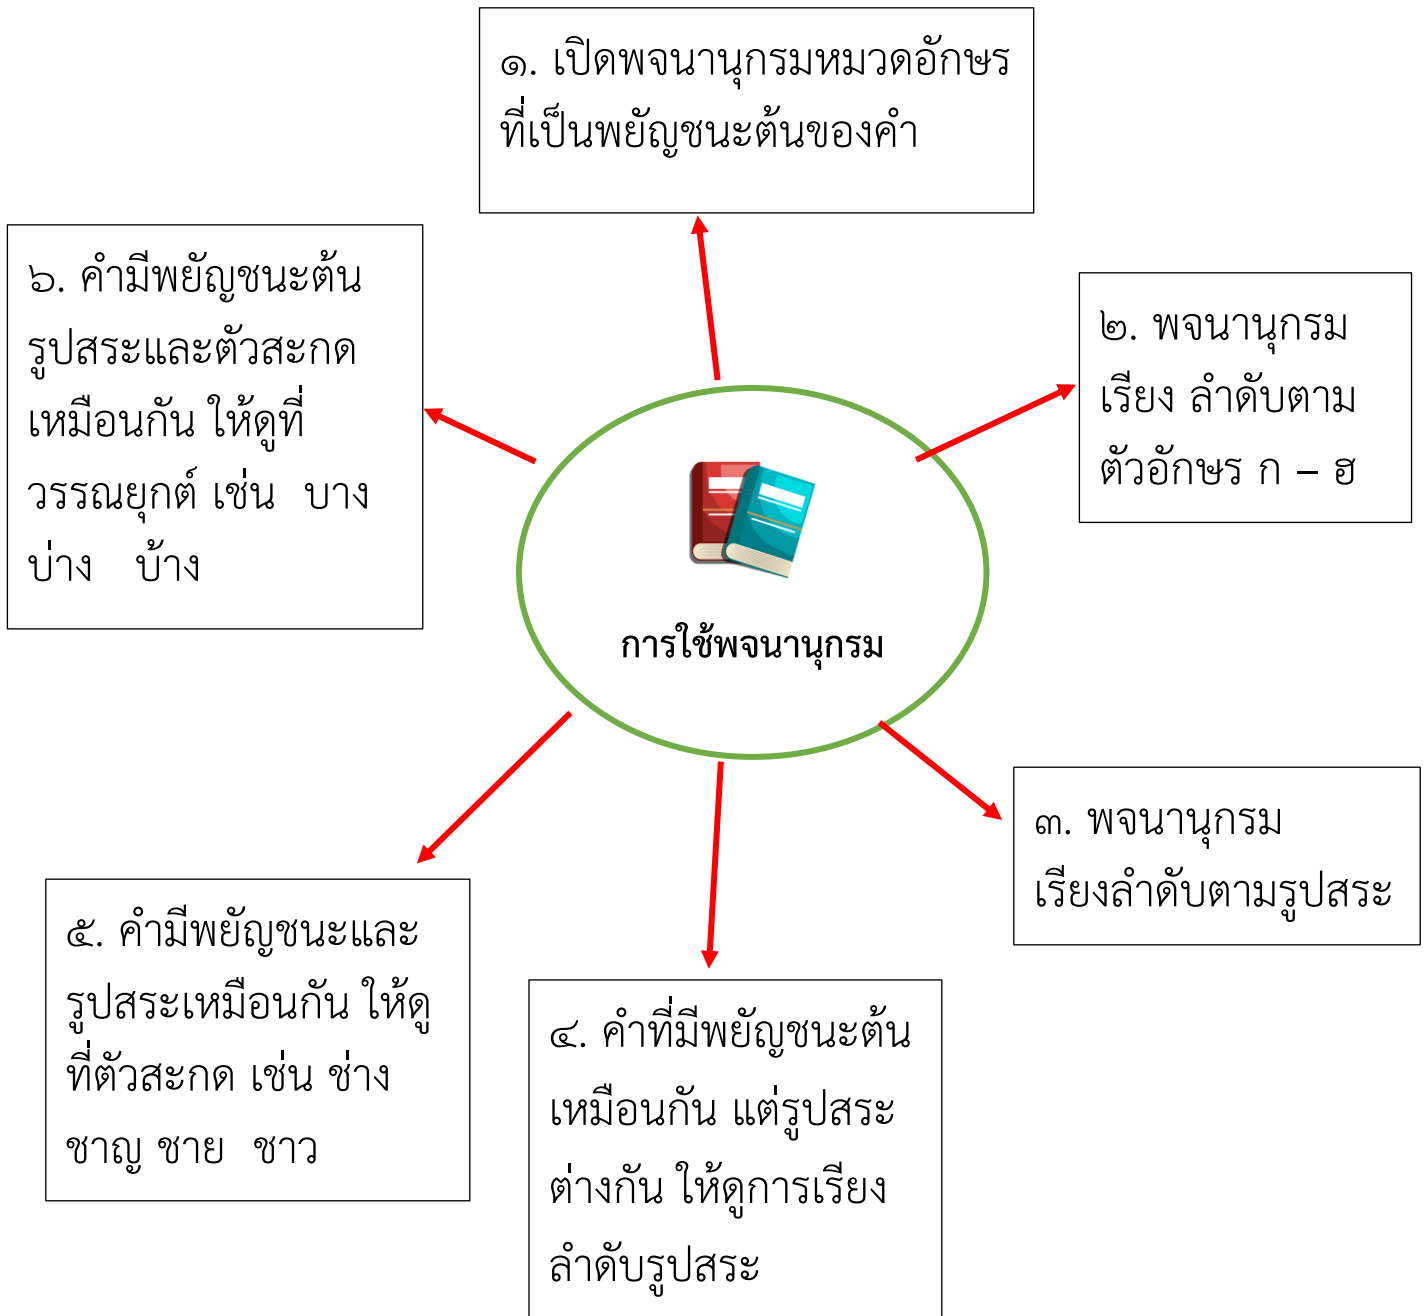 ๑. เปิดพจนานุกรมหมวดอักษร
ที่เป็นพยัญชนะต้นของคำ
๒. พจนานุกรม
เรียง ลำดับตาม
ตัวอักษร ก – ฮ
๓. พจนานุกรม
เรียงลำดับตามรูปสระ
๔. คำที่มีพยัญชนะต้น
เหมือนกัน แต่รูปสระ
ต่างกัน ให้ดูการเรียง
ลำดับรูปสระ
๕. คำมีพยัญชนะและ
รูปสระเหมือนกัน ให้ดู
ที่ตัวสะกด เช่น ช่าง
ชาญ ชาย ชาว
๖. คำมีพยัญชนะต้น
รูปสระและตัวสะกด
เหมือนกัน ให้ดูที่
วรรณยุกต์ เช่น บาง
บ่าง บ้าง
การใช้พจนานุกรม